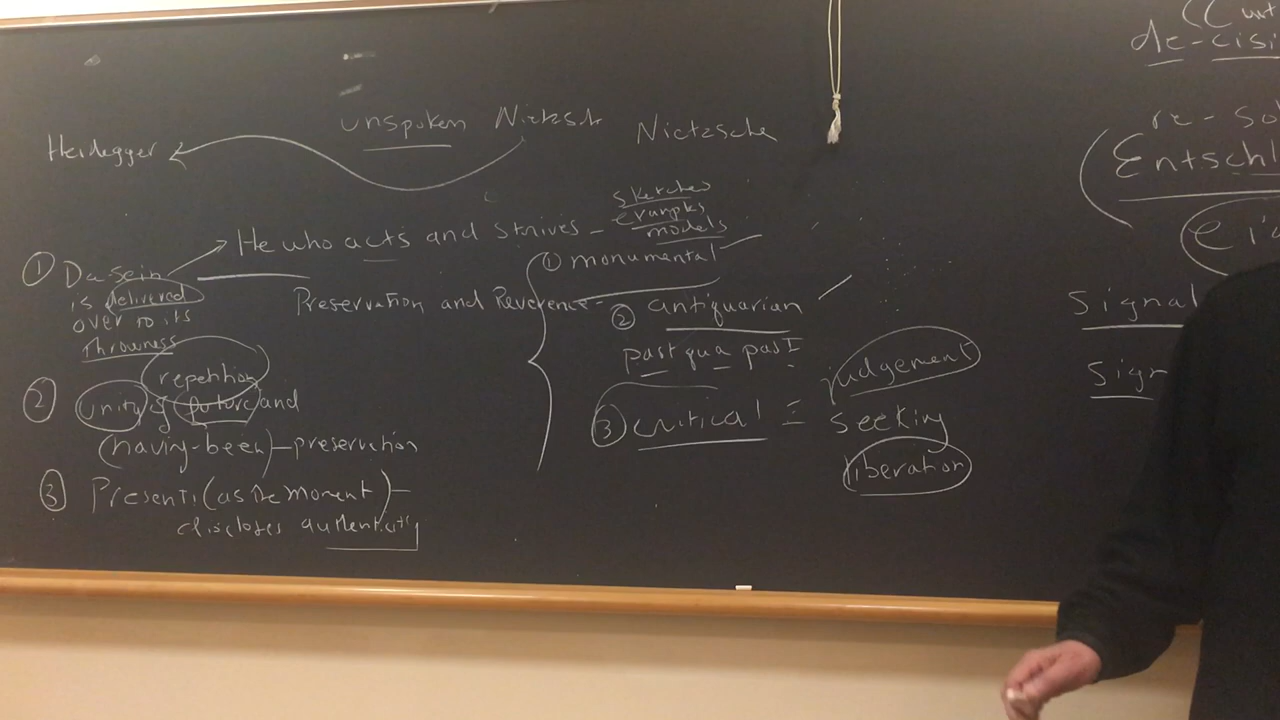 Heidegger
unspoken Nietzsch Nietzsche
He who acts and strives - sketches
examples
models
① Da-sein
is delivered
over to its
Throwness
Preservation and Reverence -
① monumental
② antiquarian
past qua past
③ critical = judgement
seeking
liberation
repetition
② unity of future and
(having-been) - preservation
③ Present, (as the moment) -
discloses authenticity
de-cisi
re-sol
Entschl
eig
Signal
Sign